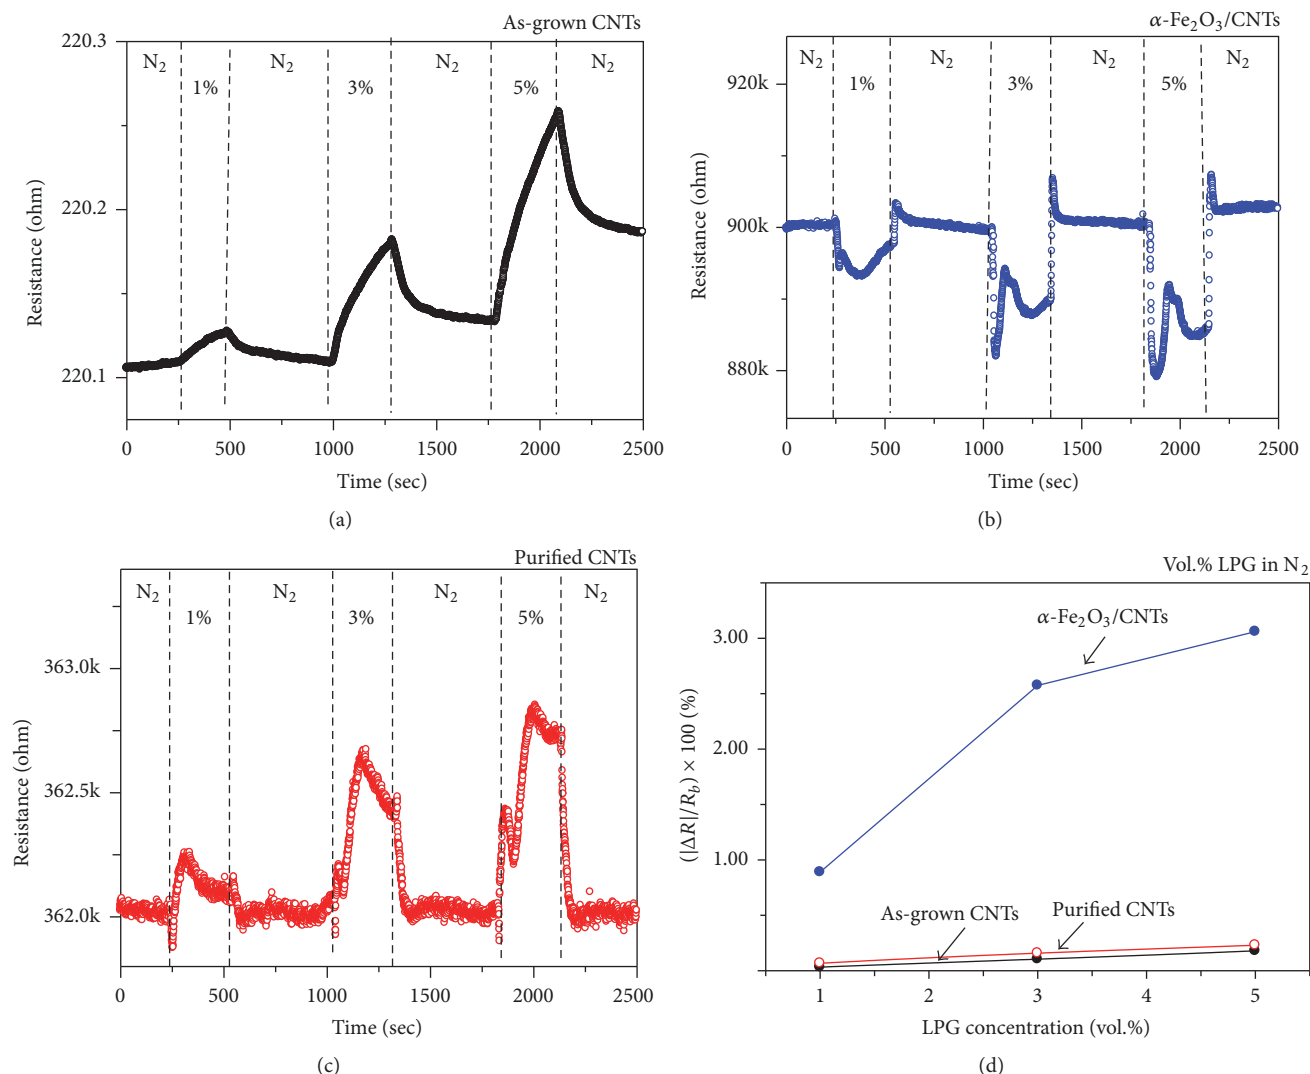 As-grown CNTs
220.3
220.2
220.1
Resistance (ohm)
N2
1%
N2
3%
N2
5%
N2
0
500
1000
1500
2000
2500
Time (sec)
(a)
α-Fe2O3/CNTs
920k
900k
880k
Resistance (ohm)
N2
1%
N2
3%
N2
5%
N2
0
500
1000
1500
2000
2500
Time (sec)
(b)
Purified CNTs
363.0k
362.5k
362.0k
Resistance (ohm)
N2
1%
N2
3%
N2
5%
N2
0
500
1000
1500
2000
2500
Time (sec)
(c)
Vol.% LPG in N2
3.00
2.00
1.00
(|ΔR|/Rb) × 100 (%)
α-Fe2O3/CNTs
As-grown CNTs
Purified CNTs
1
2
3
4
5
LPG concentration (vol.%)
(d)